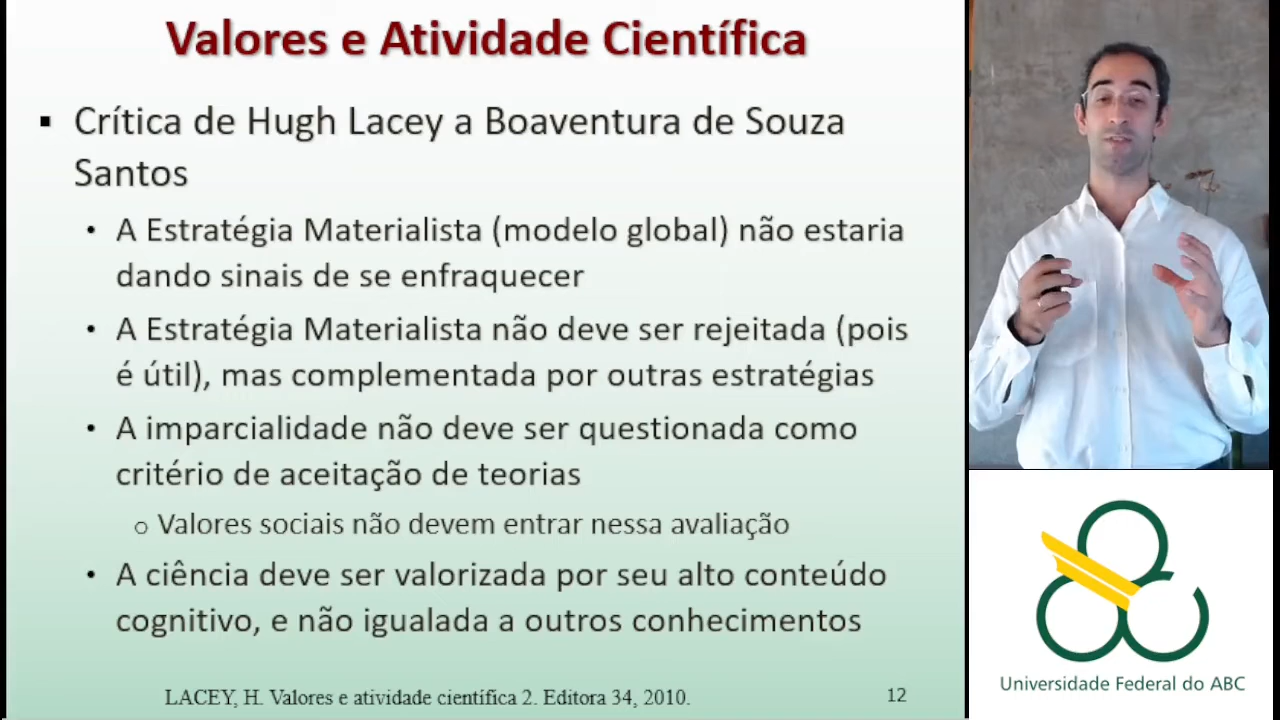 Valores e Atividade Científica
▪ Crítica de Hugh Lacey a Boaventura de Souza
Santos
• A Estratégia Materialista (modelo global) não estaria
dando sinais de se enfraquecer
• A Estratégia Materialista não deve ser rejeitada (pois
é útil), mas complementada por outras estratégias
• A imparcialidade não deve ser questionada como
critério de aceitação de teorias
o Valores sociais não devem entrar nessa avaliação
• A ciência deve ser valorizada por seu alto conteúdo
cognitivo, e não igualada a outros conhecimentos
LACEY, H. Valores e atividade científica 2. Editora 34, 2010.
12
Universidade Federal do ABC